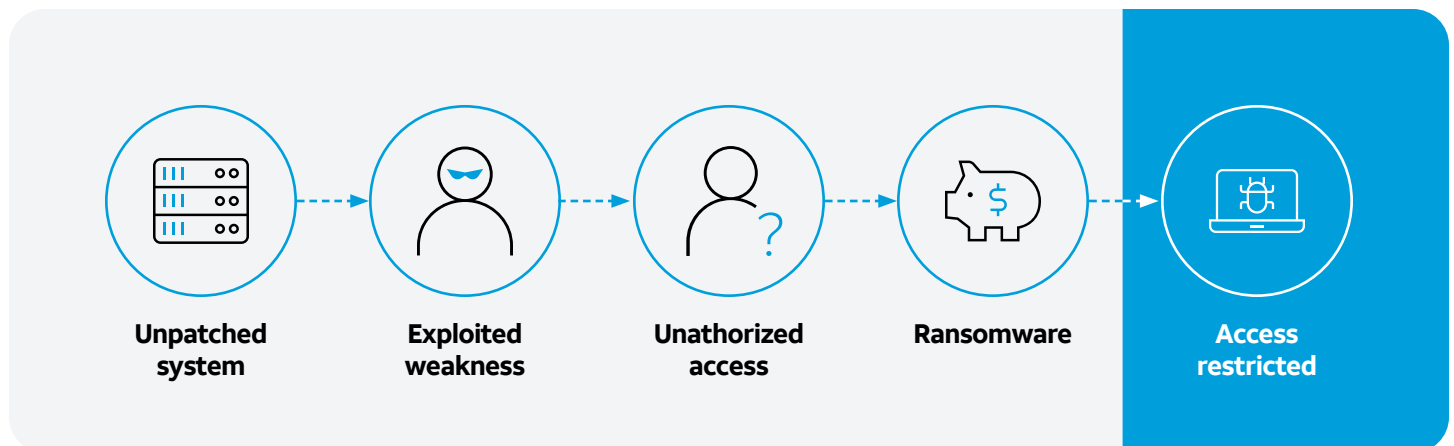 Unpatched
system
Exploited
weakness
Unathorized
access
Ransomware
Access
restricted
$
?